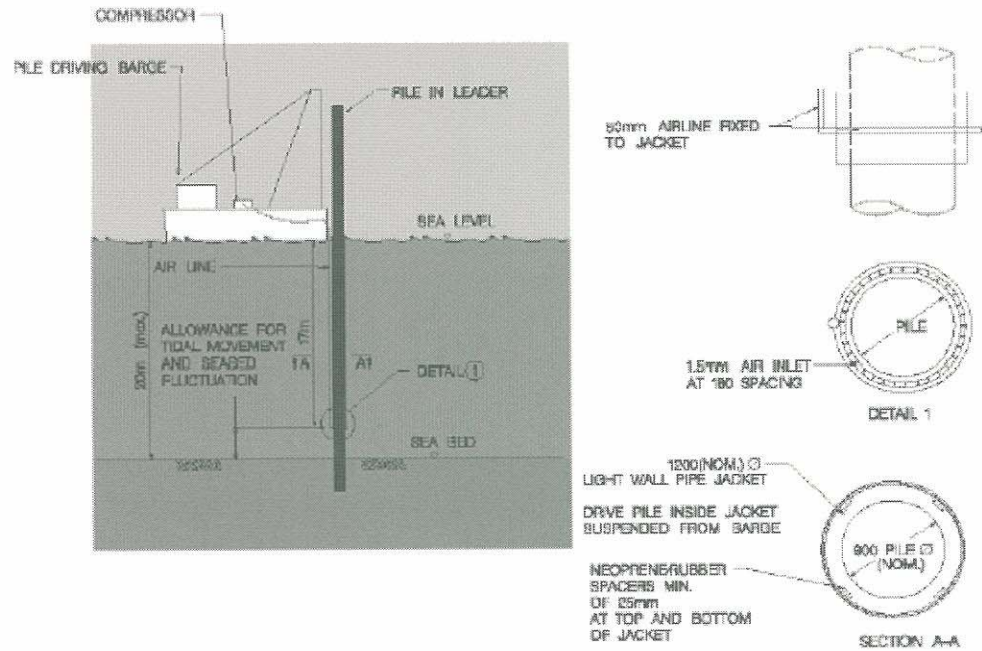 COMPRESSOR
PILE DRIVING BARGE
PILE IN LEADER
SEA LEVEL
AIR LINE
20m (max.)
ALLOWANCE FOR
TIDAL MOVEMENT
AND SEABED
FLUCTUATION
17m
1A
A1
DETAIL 1
SEA BED
AIRLINE FIXED
TO JACKET
PILE
1.5mm AIR INLET
AT 180 SPACING
DETAIL 1
1200(NOM.) Ø
LIGHT WALL PIPE JACKET
DRIVE PILE INSIDE JACKET
SUSPENDED FROM BARGE
NEOPRENE/RUBBER
SPACERS MIN.
OF 25mm
AT TOP AND BOTTOM
OF JACKET
900 PILE Ø
(NOM.)
SECTION A-A